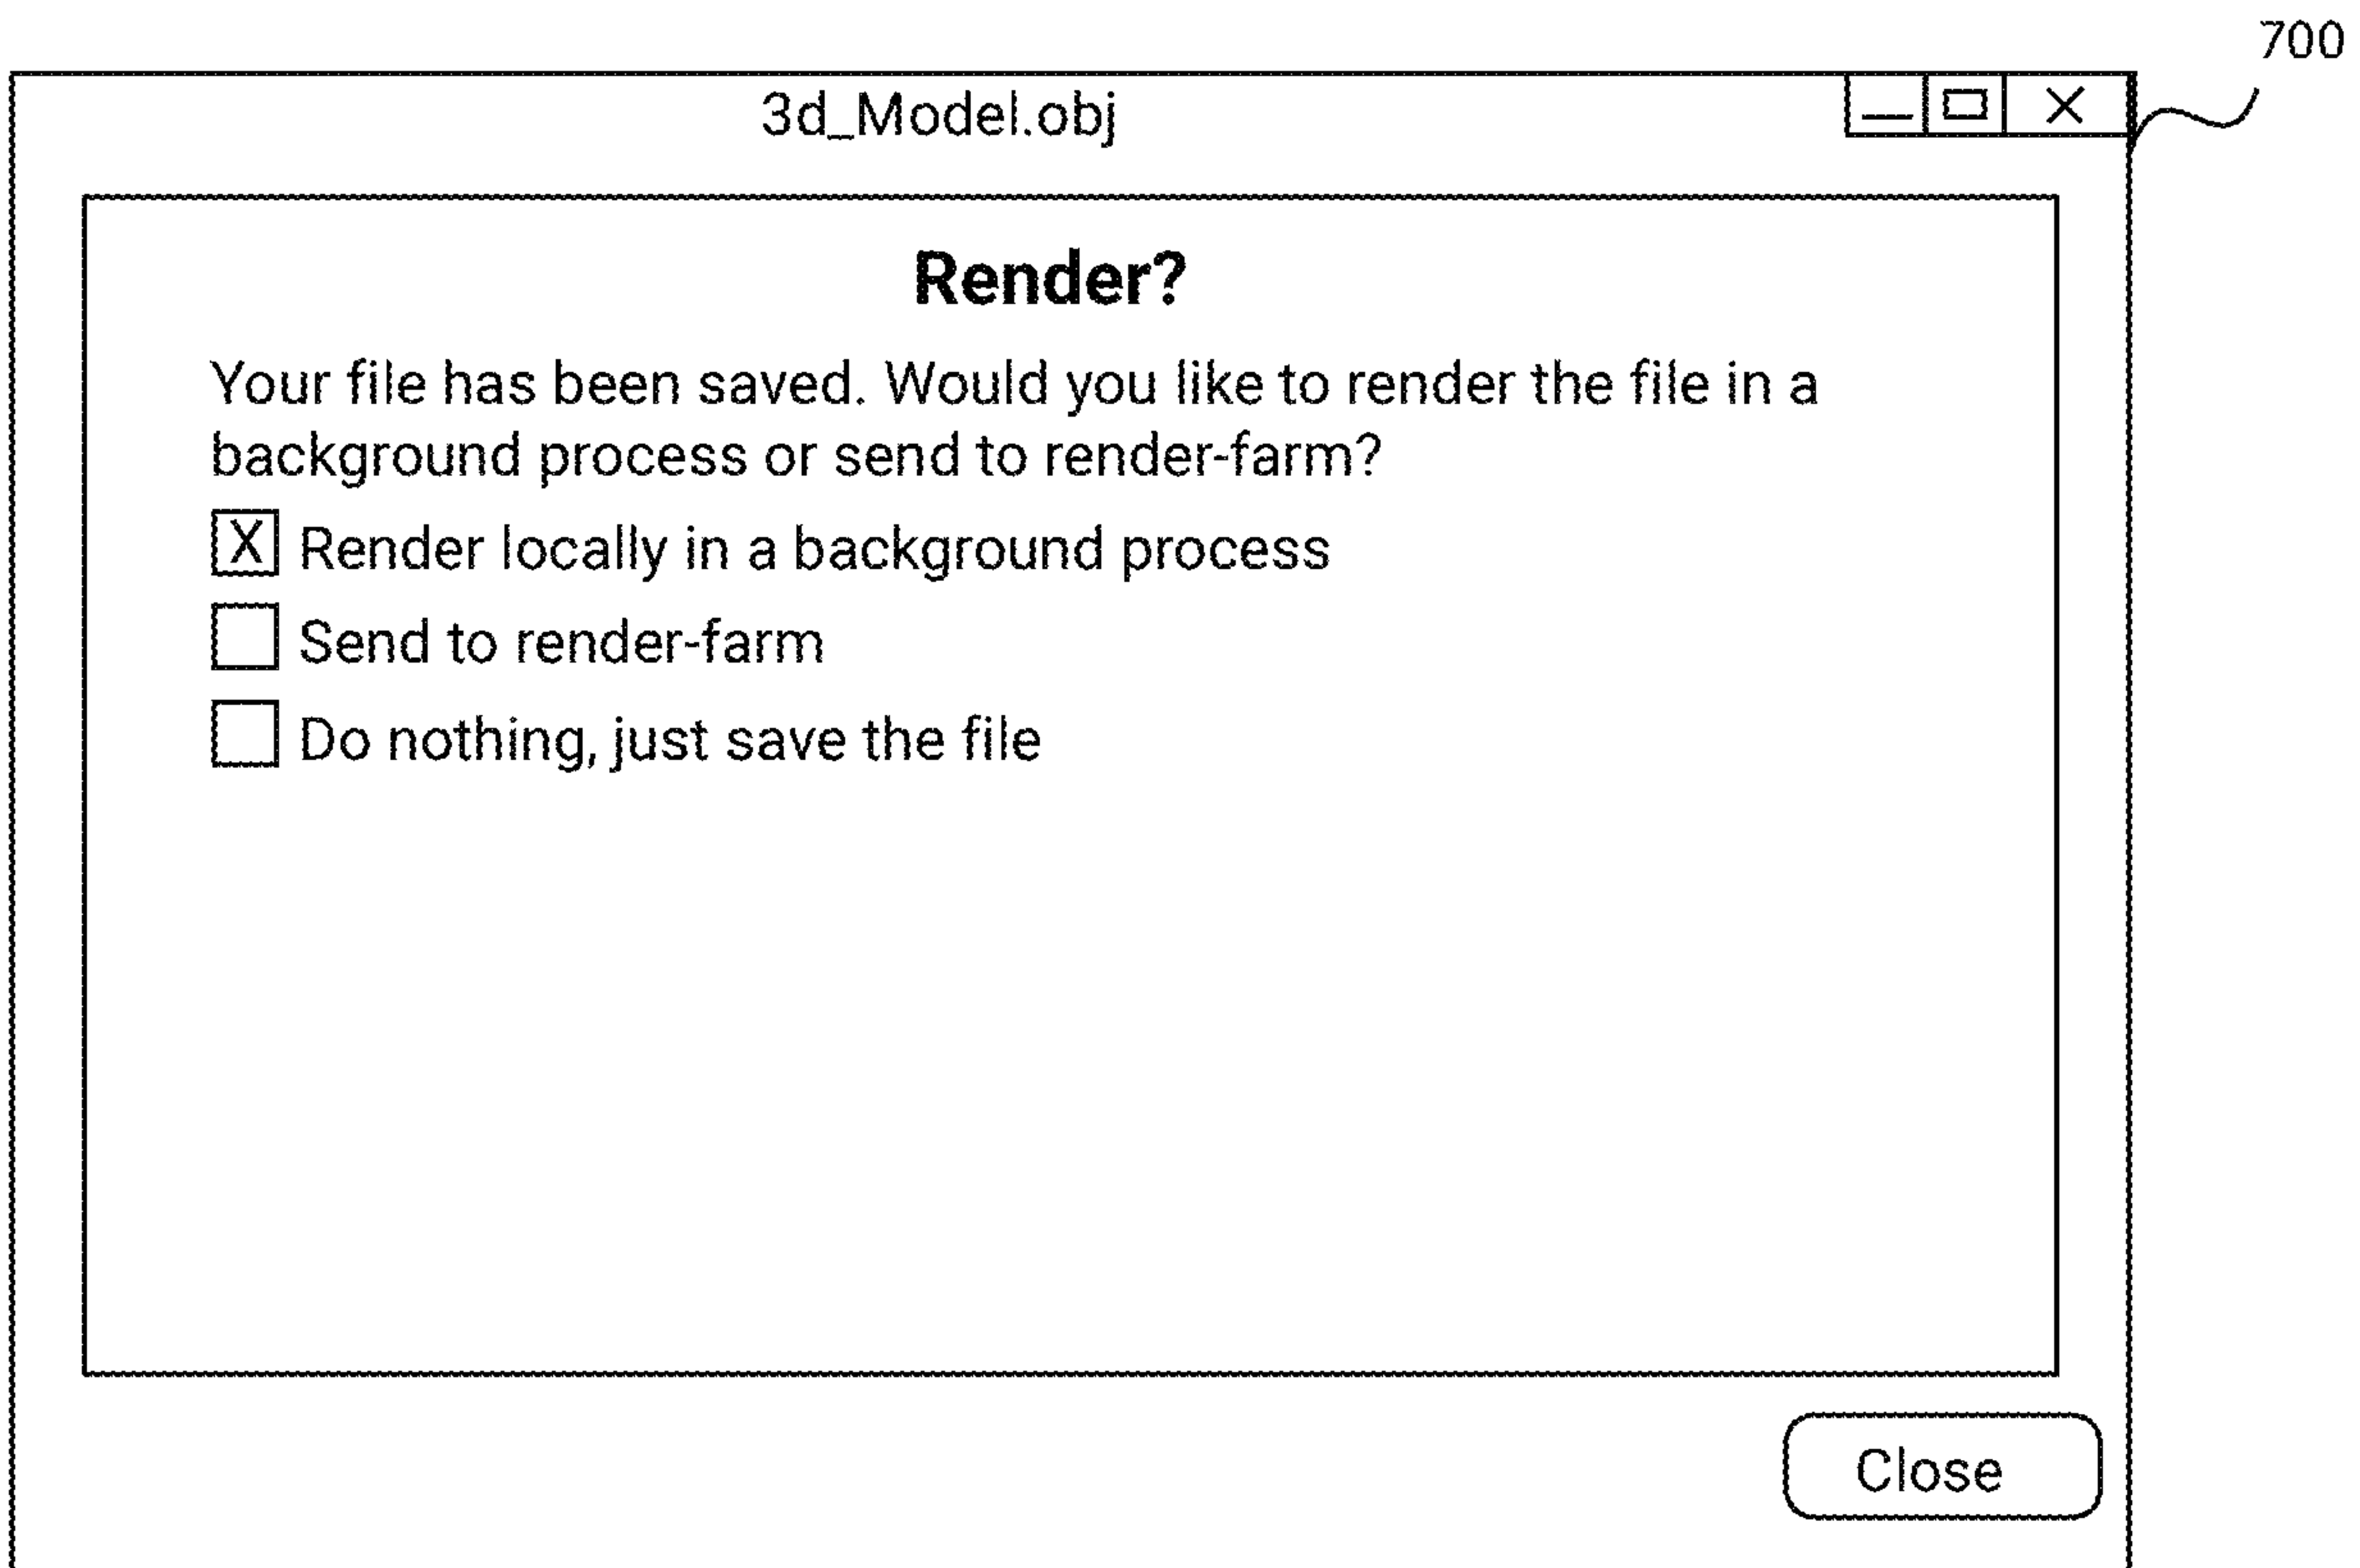 700
3d_Model.obj
Render?
Your file has been saved. Would you like to render the file in a
background process or send to render-farm?
X Render locally in a background process
Send to render-farm
Do nothing, just save the file
Close